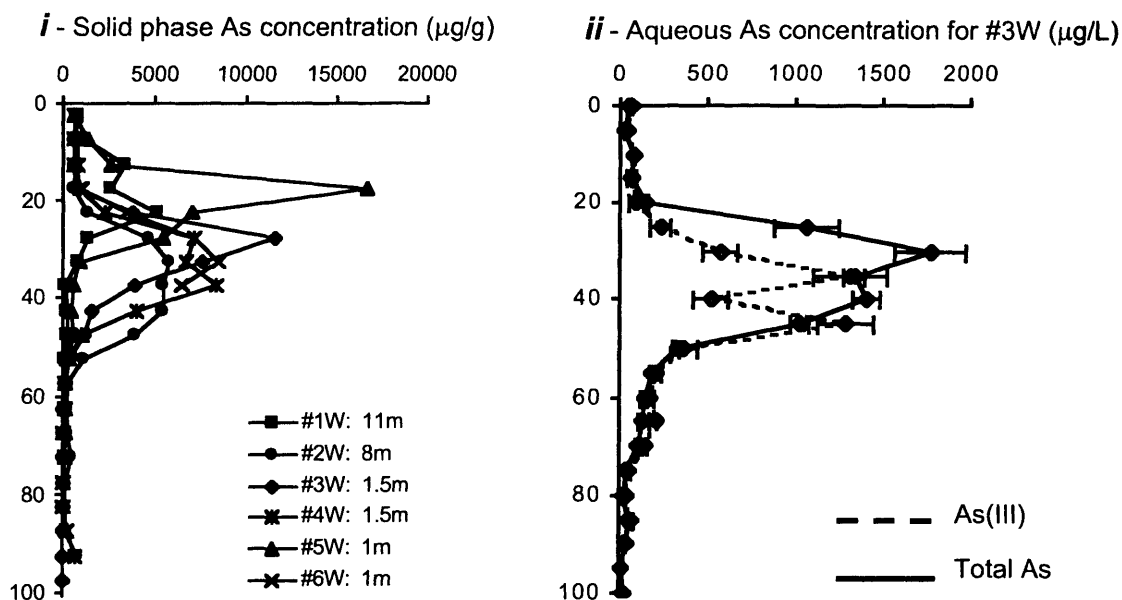 i - Solid phase As concentration (µg/g)
0 5000 10000 15000 20000
0
20
40
60
80
100
#1W: 11m
#2W: 8m
#3W: 1.5m
#4W: 1.5m
#5W: 1m
#6W: 1m
ii - Aqueous As concentration for #3W (µg/L)
0 500 1000 1500 2000
0
20
40
60
80
100
As(III)
Total As